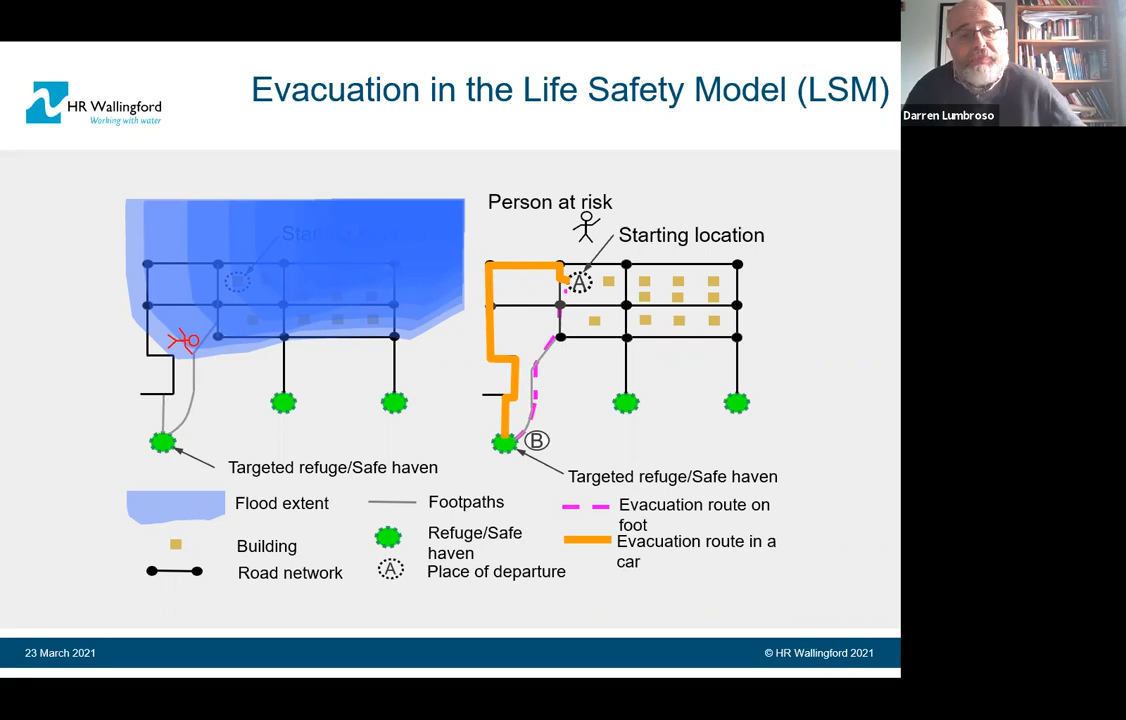 HR Wallingford
Working with water
Evacuation in the Life Safety Model (LSM)
Darren Lumbroso
Person at risk
Starting location
A
B
Targeted refuge/Safe haven
Targeted refuge/Safe haven
Flood extent
Building
Road network
Footpaths
Refuge/Safe
haven
A
Place of departure
Evacuation route on
foot
Evacuation route in a
car
23 March 2021
© HR Wallingford 2021